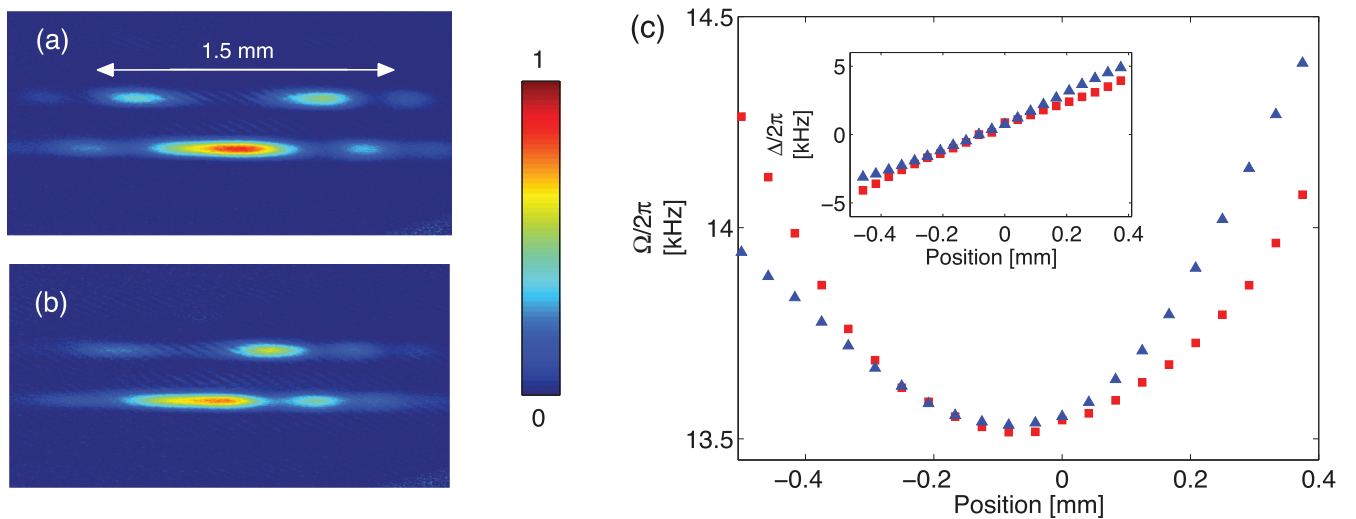 (a)
1.5 mm
(b)
1
0
(c)
14.5
14
13.5
Ω/2π
[kHz]
−0.4 −0.2 0 0.2 0.4
Position [mm]
5
0
−5
Δ/2π
[kHz]
−0.4 −0.2 0 0.2 0.4
Position [mm]